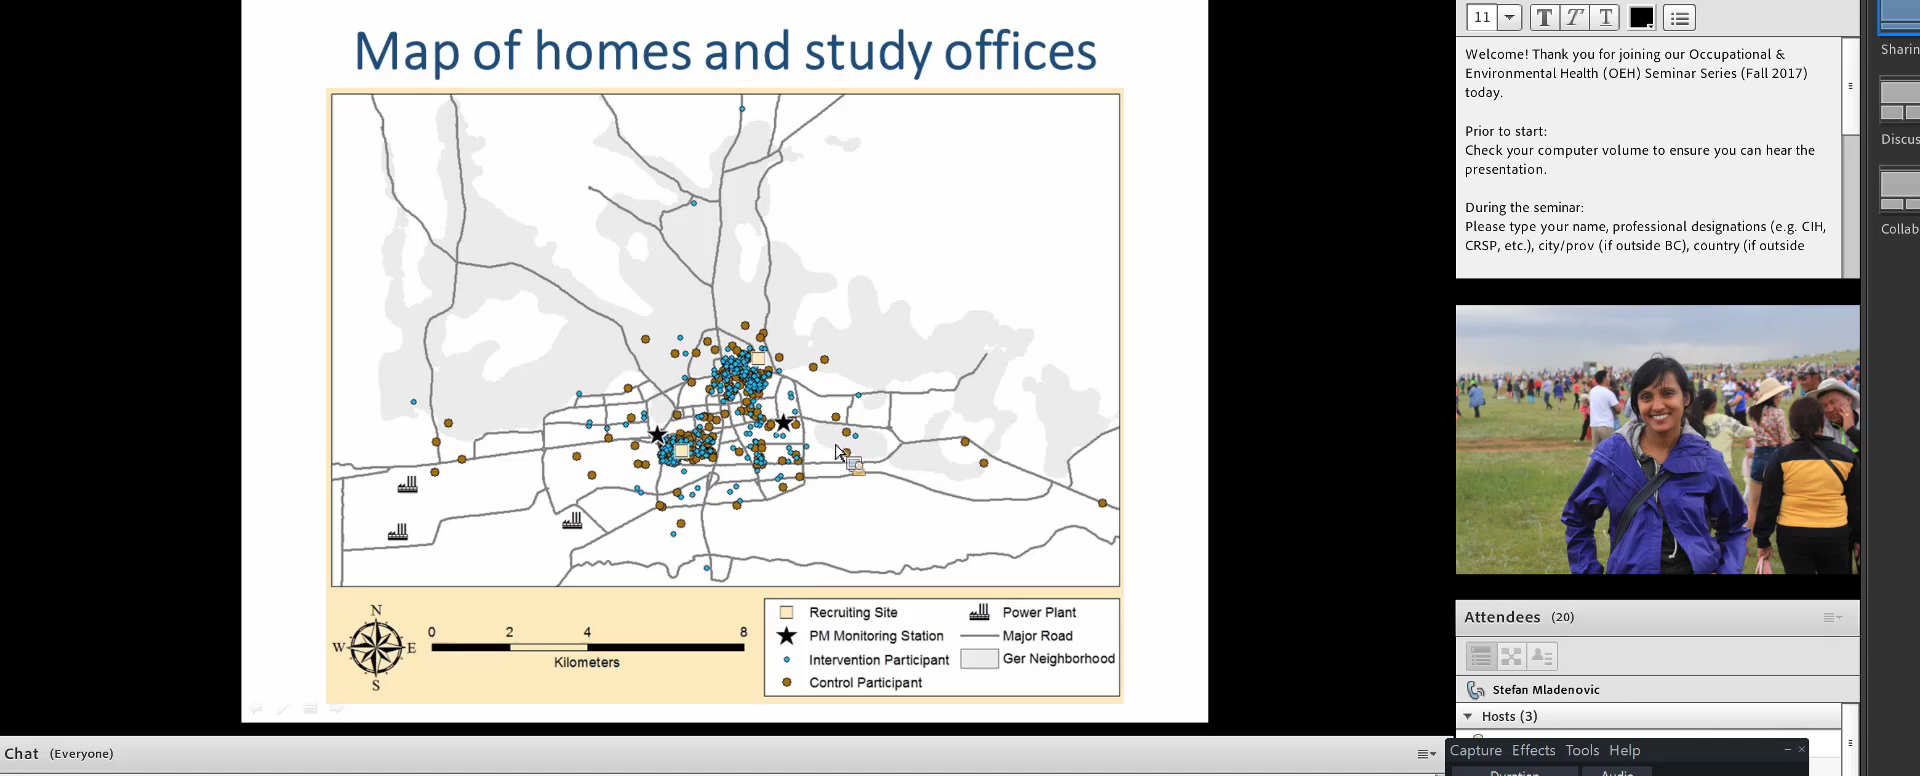 Map of homes and study offices
N
W
E
S
0
2
4
8
Kilometers
Recruiting Site
PM Monitoring Station
Intervention Participant
Control Participant
Power Plant
Major Road
Ger Neighborhood
Chat (Everyone)
11
T T T
Welcome! Thank you for joining our Occupational &
Environmental Health (OEH) Seminar Series (Fall 2017)
today.
Prior to start:
Check your computer volume to ensure you can hear the
presentation.
During the seminar:
Please type your name, professional designations (e.g. CIH,
CRSP, etc.), city/prov (if outside BC), country (if outside
Attendees (20)
Stefan Mladenovic
Hosts (3)
Capture Effects Tools Help
Duration Audio
Sharin
Discus
Collab